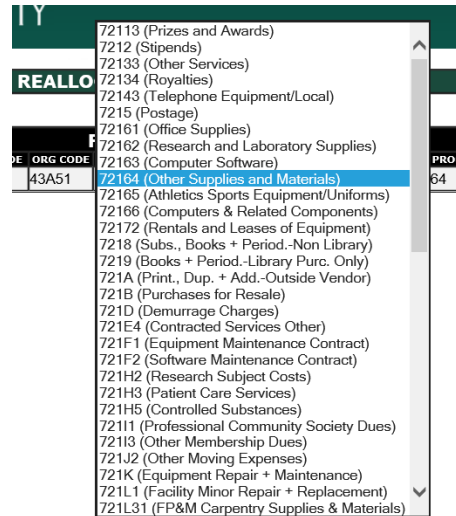 TY
72113 (Prizes and Awards)
7212 (Stipends)
72133 (Other Services)
72134 (Royalties)
72143 (Telephone Equipment/Local)
7215 (Postage)
72161 (Office Supplies)
72162 (Research and Laboratory Supplies)
72163 (Computer Software)
72164 (Other Supplies and Materials)
72165 (Athletics Sports Equipment/Uniforms)
72166 (Computers & Related Components)
72172 (Rentals and Leases of Equipment)
7218 (Subs., Books + Period.-Non Library)
7219 (Books + Period.-Library Purc. Only)
721A (Print., Dup. + Add.-Outside Vendor)
721B (Purchases for Resale)
721D (Demurrage Charges)
721E4 (Contracted Services Other)
721F1 (Equipment Maintenance Contract)
721F2 (Software Maintenance Contract)
721H2 (Research Subject Costs)
721H3 (Patient Care Services)
721H5 (Controlled Substances)
721I1 (Professional Community Society Dues)
721I3 (Other Membership Dues)
721J2 (Other Moving Expenses)
721K (Equipment Repair + Maintenance)
721L1 (Facility Minor Repair + Replacement)
721L31 (FP&M Carpentry Supplies & Materials)
REALLO
F
DE ORG CODE PRO
43A51 64